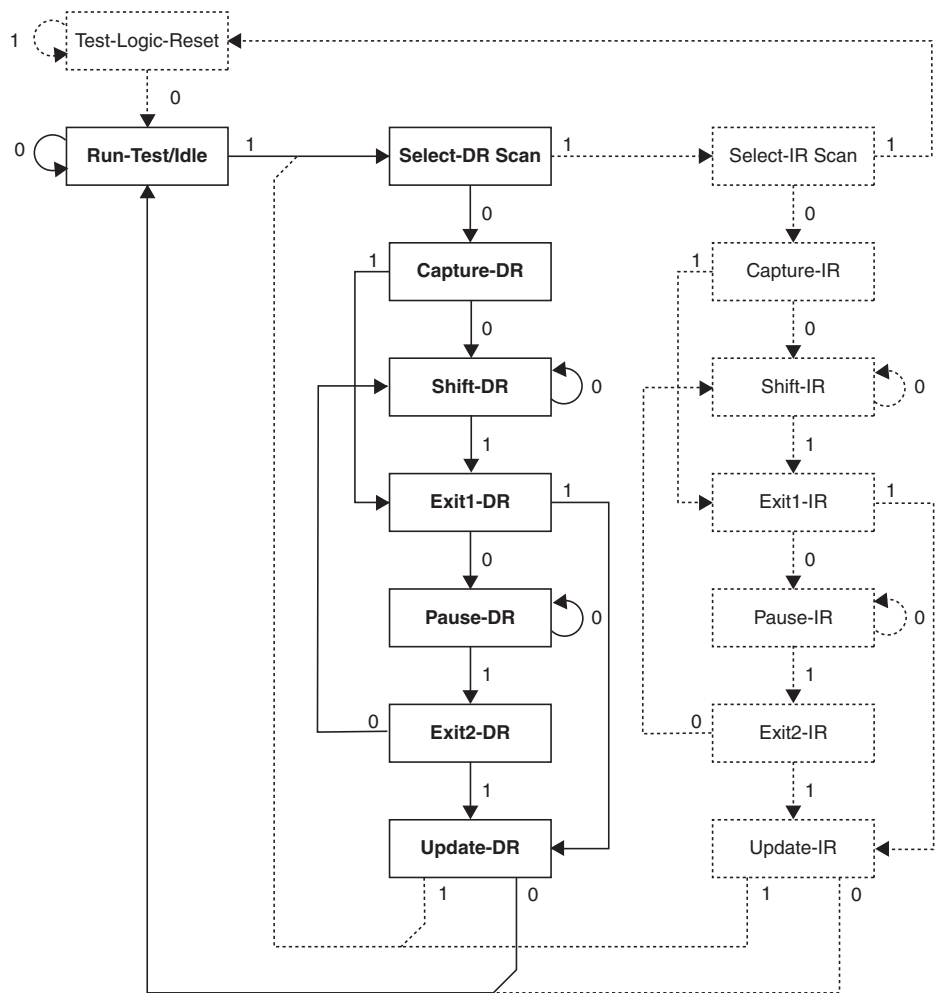 1
Test-Logic-Reset
0
0
Run-Test/Idle
1
Select-DR Scan
1
Select-IR Scan
1
0
0
1
Capture-DR
1
Capture-IR
0
0
Shift-DR
0
Shift-IR
0
1
1
Exit1-DR
1
Exit1-IR
1
0
0
Pause-DR
0
Pause-IR
0
1
1
0
Exit2-DR
0
Exit2-IR
1
1
Update-DR
Update-IR
1
0
1
0